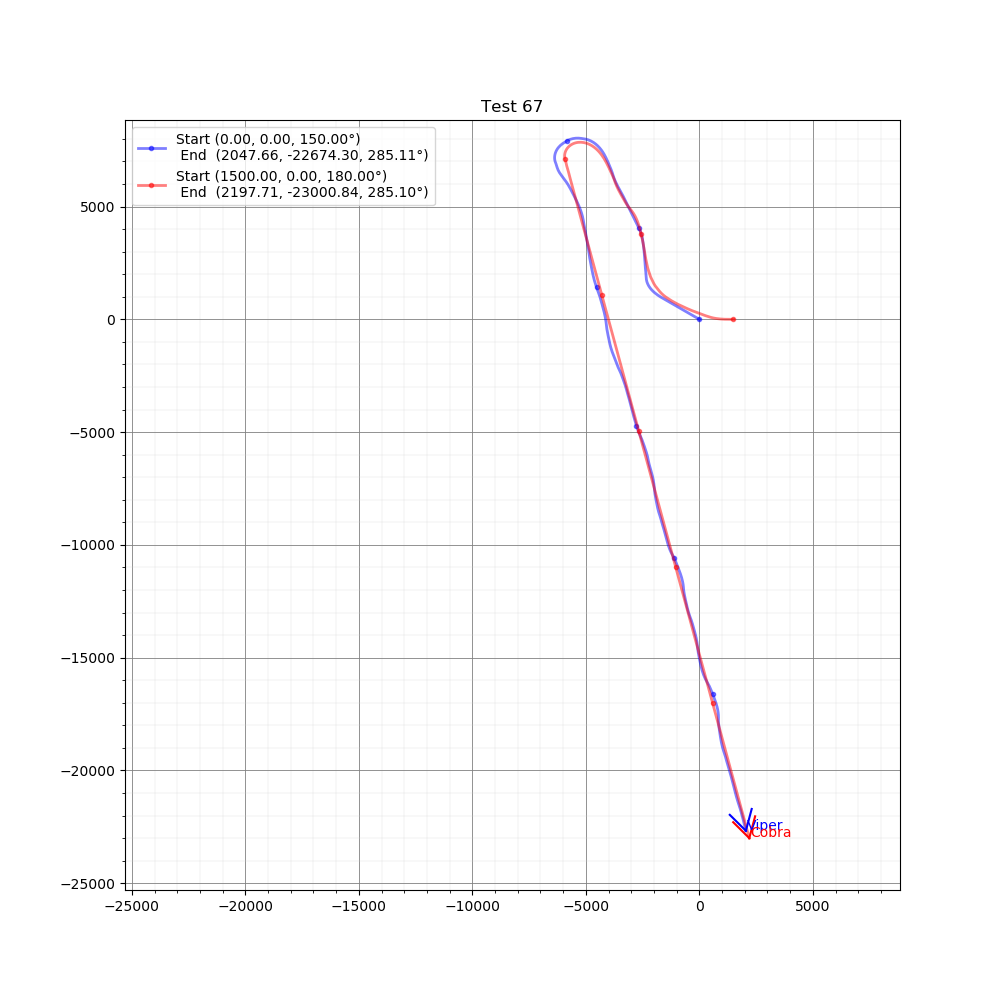 Test 67
Start (0.00, 0.00, 150.00°)
End (2047.66, -22674.30, 285.11°)
Start (1500.00, 0.00, 180.00°)
End (2197.71, -23000.84, 285.10°)
5000
0
−5000
−10000
−15000
−20000
−25000
Viper
Cobra
−25000 −20000 −15000 −10000 −5000 0 5000